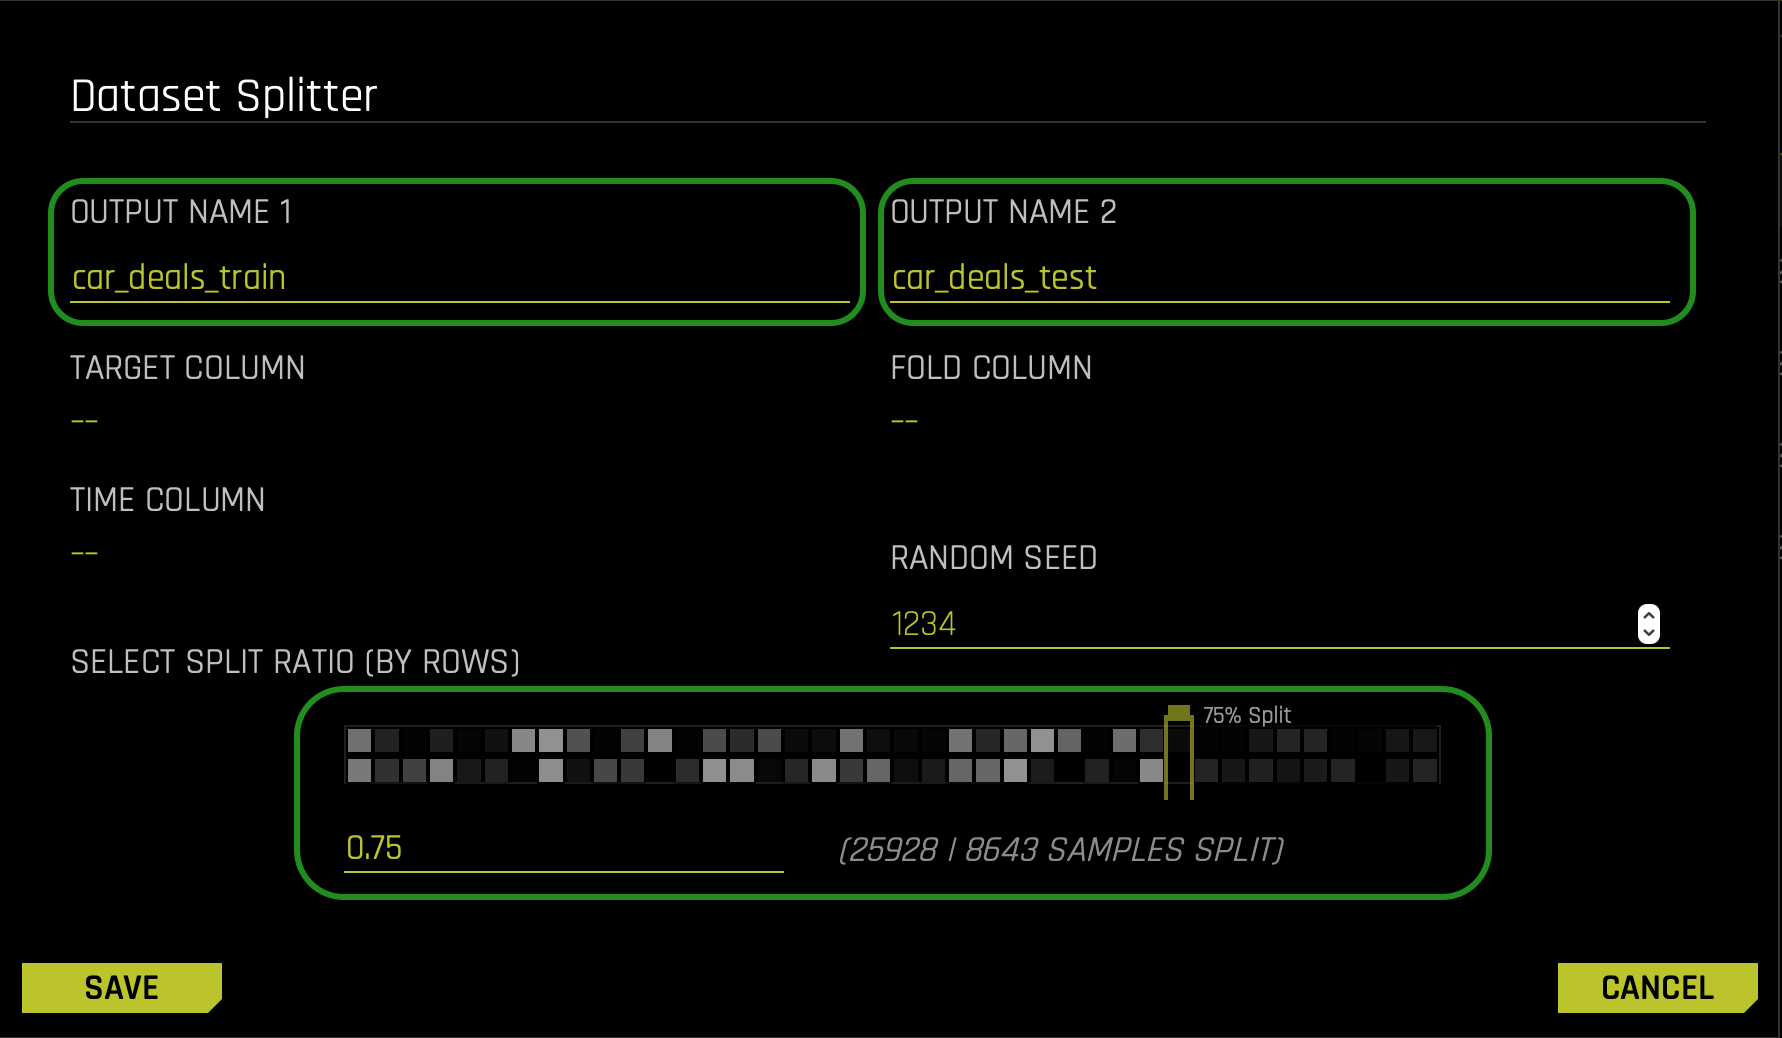 Dataset Splitter
OUTPUT NAME 1
OUTPUT NAME 2
car_deals_train
car_deals_test
TARGET COLUMN
FOLD COLUMN
--
--
TIME COLUMN
--
RANDOM SEED
1234
SELECT SPLIT RATIO (BY ROWS)
75% Split
0.75
(25928 | 8643 SAMPLES SPLIT)
SAVE
CANCEL